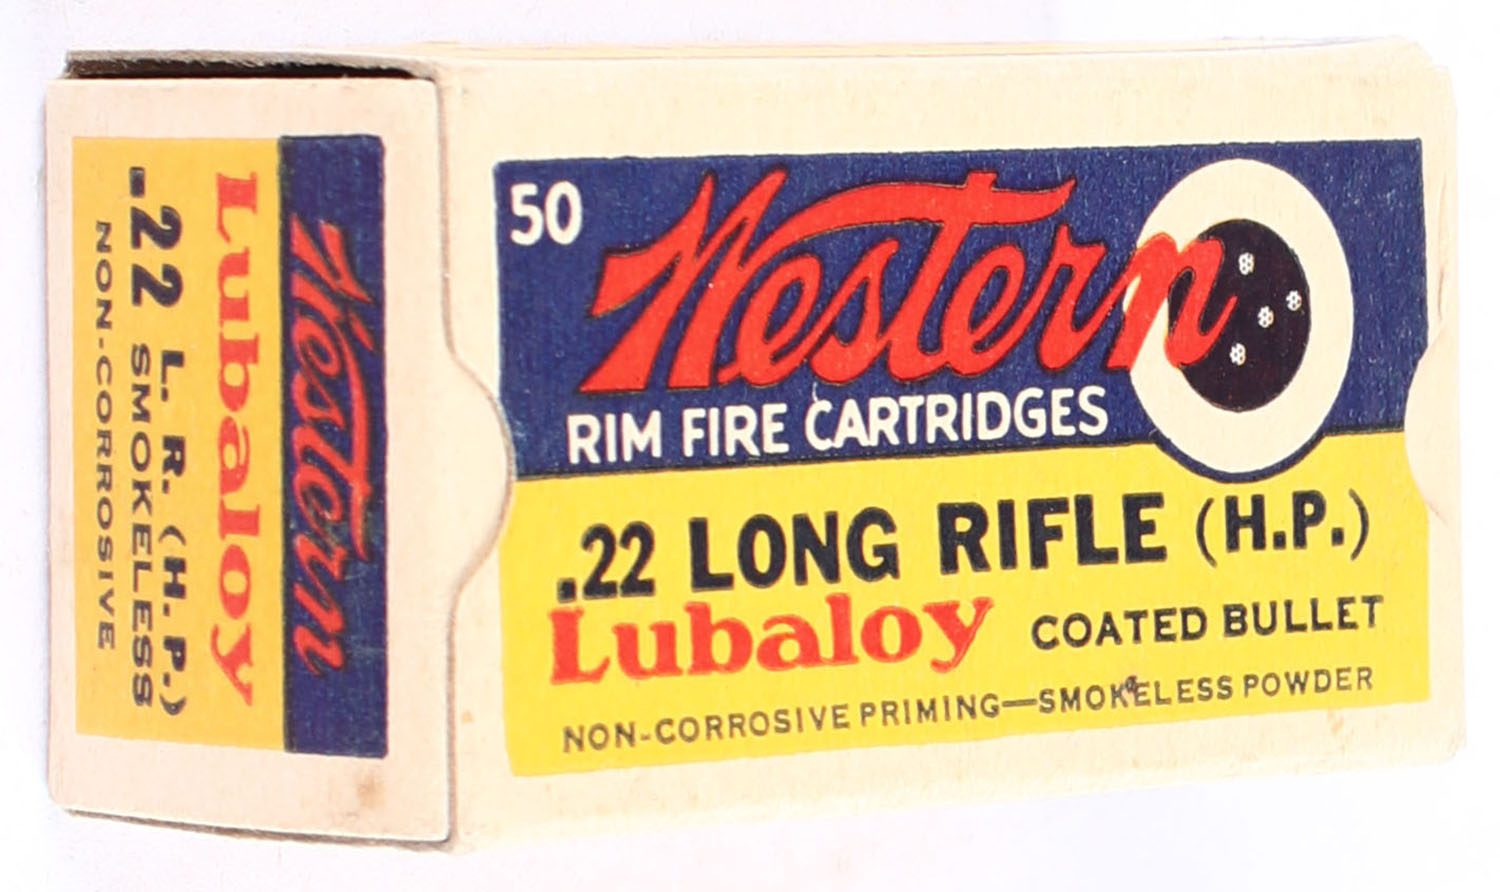 50
Western
RIM FIRE CARTRIDGES
.22 LONG RIFLE (H.P.)
Lubaloy COATED BULLET
NON-CORROSIVE PRIMING—SMOKELESS POWDER
Western
Lubaloy
.22 L. R. (H. P.)
SMOKELESS
NON-CORROSIVE